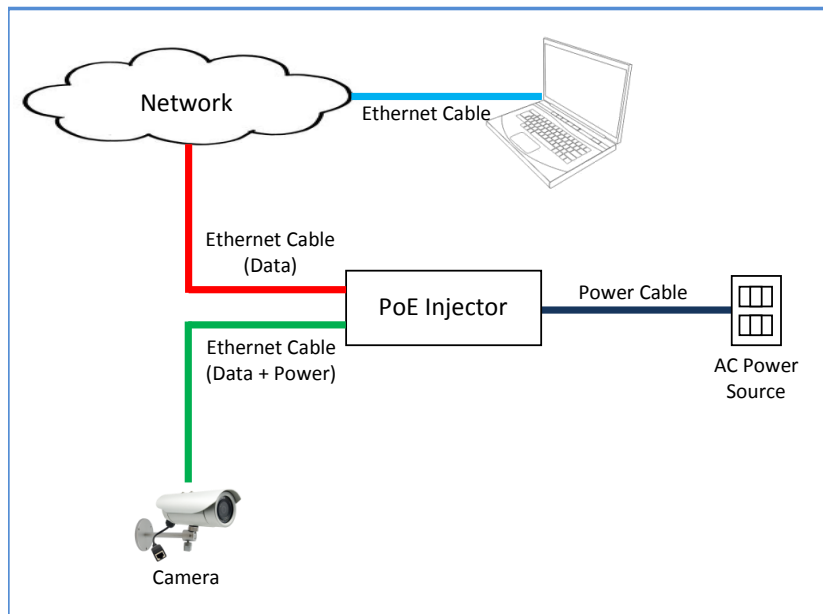 Network
Ethernet Cable
Ethernet Cable
(Data)
PoE Injector
Power Cable
Ethernet Cable
(Data + Power)
AC Power
Source
Camera